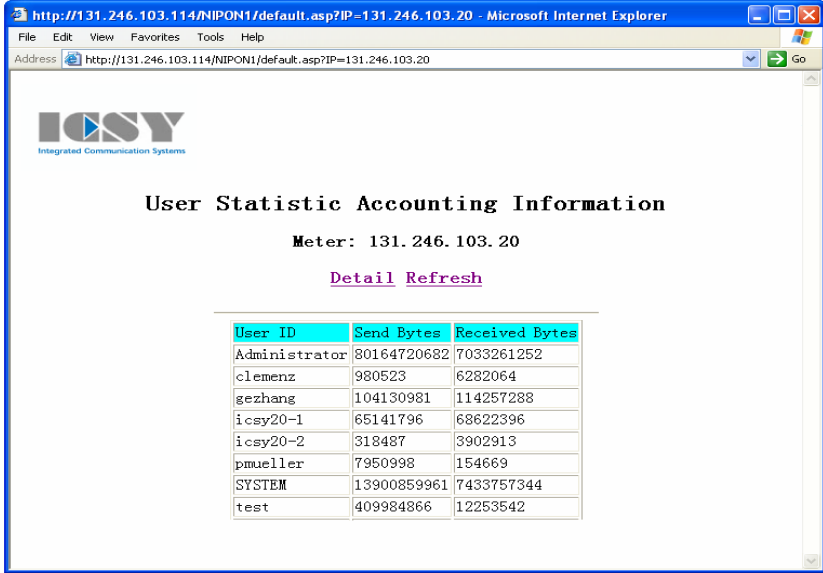 http://131.246.103.114/NIPON1/default.asp?IP=131.246.103.20 - Microsoft Internet Explorer
File Edit View Favorites Tools Help
Address http://131.246.103.114/NIPON1/default.asp?IP=131.246.103.20 Go
ICSY
Integrated Communication Systems
User Statistic Accounting Information
Meter: 131.246.103.20
Detail Refresh
User ID Send Bytes Received Bytes
Administrator 80164720682 7033261252
clemenz 980523 6282064
gezhang 104130981 114257288
icsy20-1 65141796 68622396
icsy20-2 318487 3902913
pmueller 7950998 154669
SYSTEM 13900859961 7433757344
test 409984866 12253542